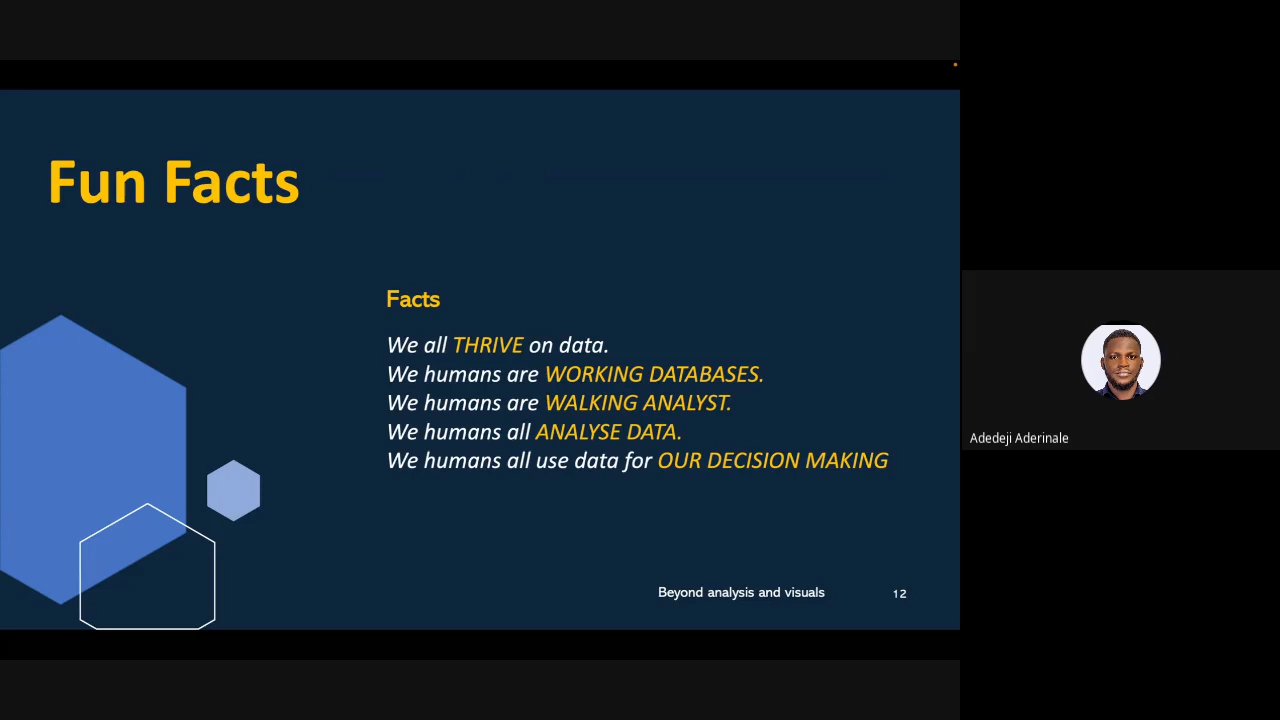 Fun Facts
Facts
We all THRIVE on data.
We humans are WORKING DATABASES.
We humans are WALKING ANALYST.
We humans all ANALYSE DATA.
We humans all use data for OUR DECISION MAKING
Beyond analysis and visuals 12
Adedeji Aderinale